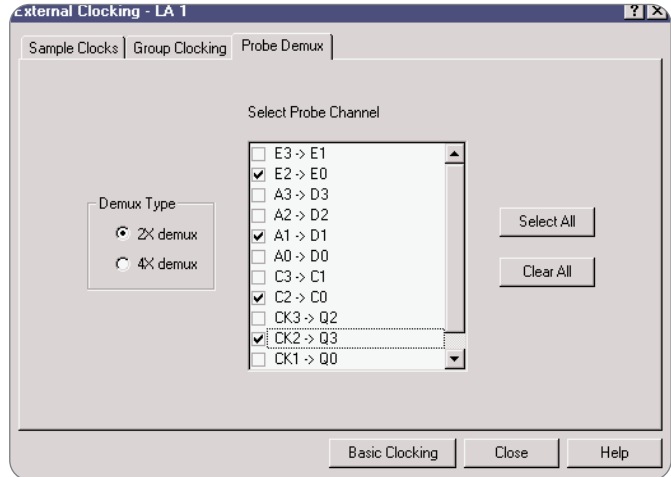 External Clocking - LA 1
Sample Clocks
Group Clocking
Probe Demux
Select Probe Channel
E3 -> E1
E2 -> E0
A3 -> D3
A2 -> D2
A1 -> D1
A0 -> D0
C3 -> C1
C2 -> C0
CK3 -> Q2
CK2 -> Q3
CK1 -> Q0
Demux Type
2X demux
4X demux
Select All
Clear All
Basic Clocking
Close
Help